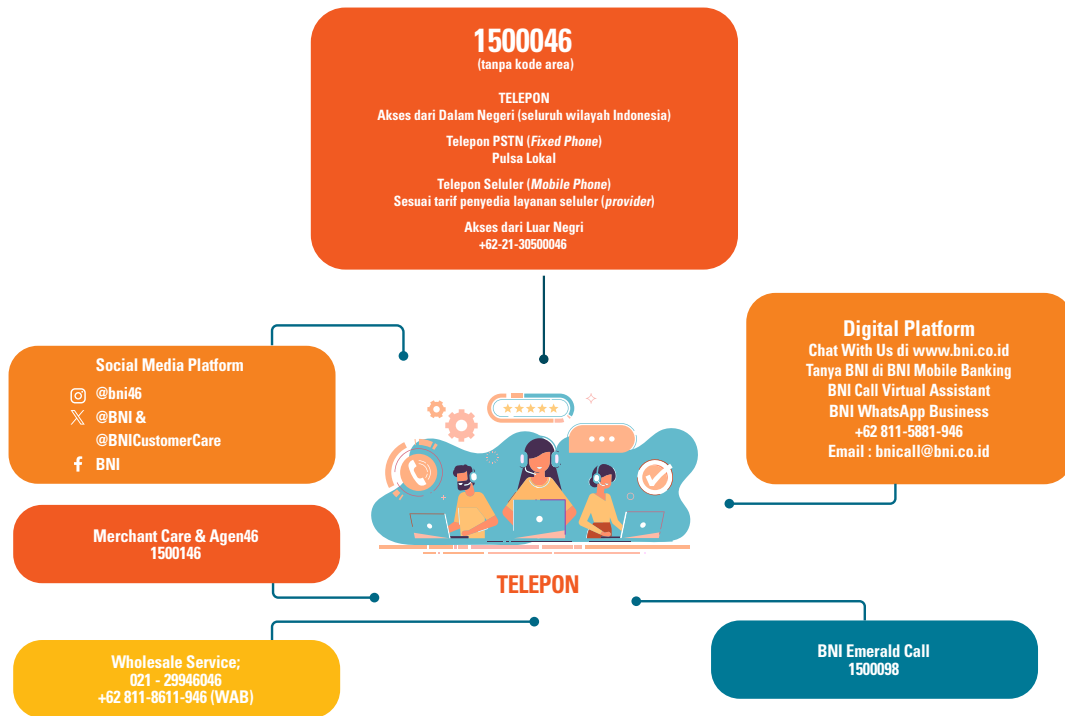 1500046
(tanpa kode area)
TELEPON
Akses dari Dalam Negeri (seluruh wilayah Indonesia)
Telepon PSTN (Fixed Phone)
Pulsa Lokal
Telepon Seluler (Mobile Phone)
Sesuai tarif penyedia layanan seluler (provider)
Akses dari Luar Negri
+62-21-30500046
Social Media Platform
@bni46
@BNI &
@BNICustomerCare
BNI
Digital Platform
Chat With Us di www.bni.co.id
Tanya BNI di BNI Mobile Banking
BNI Call Virtual Assistant
BNI WhatsApp Business
+62 811-5881-946
Email : bnicall@bni.co.id
Merchant Care & Agen46
1500146
TELEPON
Wholesale Service;
021 - 29946046
+62 811-8611-946 (WAB)
BNI Emerald Call
1500098